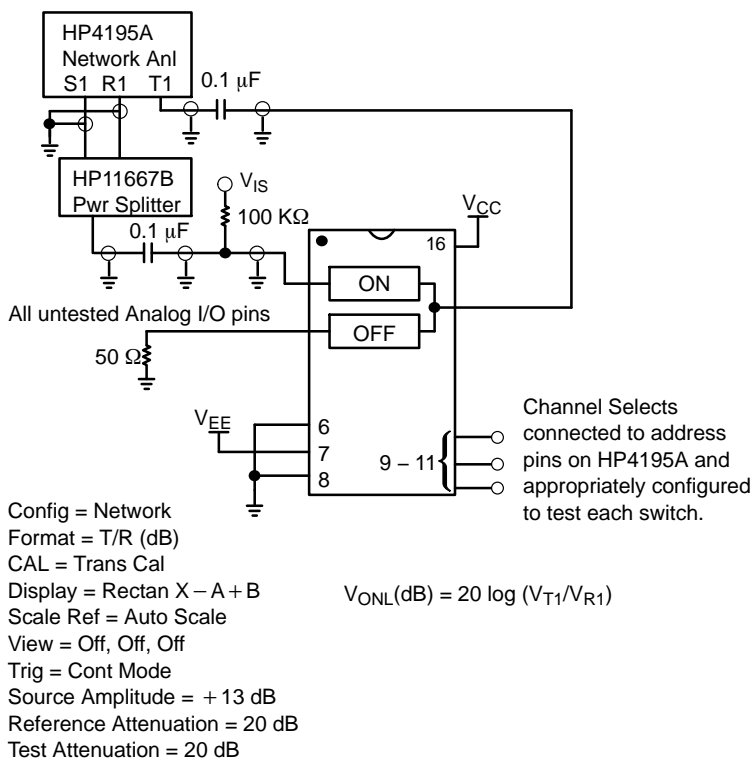 HP4195A
Network Anl
S1 R1 T1
0.1 μF
HP11667B
Pwr Splitter
V_IS
100 KΩ
0.1 μF
V_CC
16
ON
OFF
All untested Analog I/O pins
50 Ω
V_EE
6
7
8
9 – 11
Channel Selects
connected to address
pins on HP4195A and
appropriately configured
to test each switch.
Config = Network
Format = T/R (dB)
CAL = Trans Cal
Display = Rectan X – A + B
Scale Ref = Auto Scale
View = Off, Off, Off
Trig = Cont Mode
Source Amplitude = + 13 dB
Reference Attenuation = 20 dB
Test Attenuation = 20 dB
V_ONL(dB) = 20 log (V_T1/V_R1)